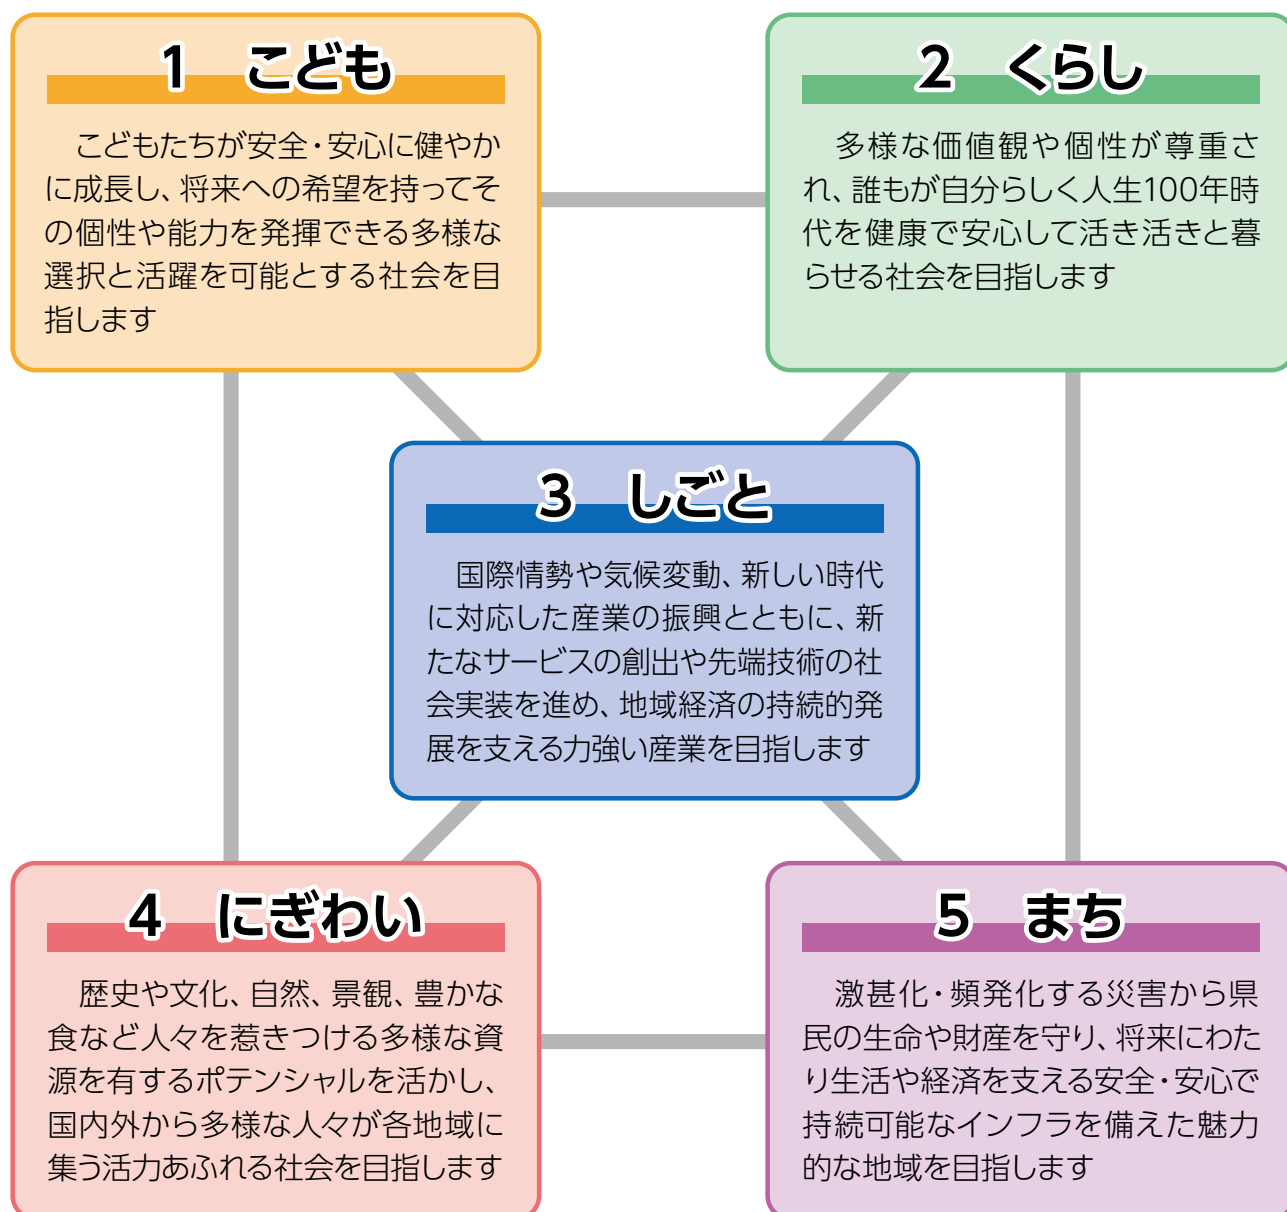 1　こども
　こどもたちが安全・安心に健やか
に成長し、将来への希望を持ってそ
の個性や能力を発揮できる多様な
選択と活躍を可能とする社会を目
指します
2　くらし
　多様な価値観や個性が尊重さ
れ、誰もが自分らしく人生100年時
代を健康で安心して活き活きと暮
らせる社会を目指します
3　しごと
　国際情勢や気候変動、新しい時代
に対応した産業の振興とともに、新
たなサービスの創出や先端技術の社
会実装を進め、地域経済の持続的発
展を支える力強い産業を目指します
4　にぎわい
　歴史や文化、自然、景観、豊かな
食など人々を惹きつける多様な資
源を有するポテンシャルを活かし、
国内外から多様な人々が各地域に
集う活力あふれる社会を目指します
5　まち
　激甚化・頻発化する災害から県
民の生命や財産を守り、将来にわた
り生活や経済を支える安全・安心で
持続可能なインフラを備えた魅力
的な地域を目指します